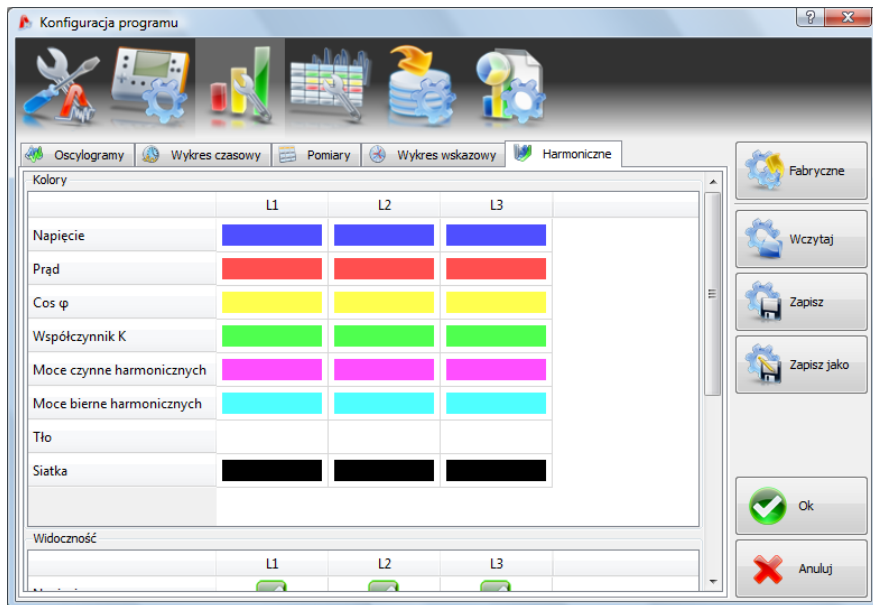 Konfiguracja programu
Oscylogramy Wykres czasowy Pomiary Wykres wskazowy Harmoniczne
Kolory
L1 L2 L3
Napięcie
Prąd
Cos φ
Współczynnik K
Moce czynne harmonicznych
Moce bierne harmonicznych
Tło
Siatka
Widoczność
L1 L2 L3
Fabryczne
Wczytaj
Zapisz
Zapisz jako
Ok
Anuluj